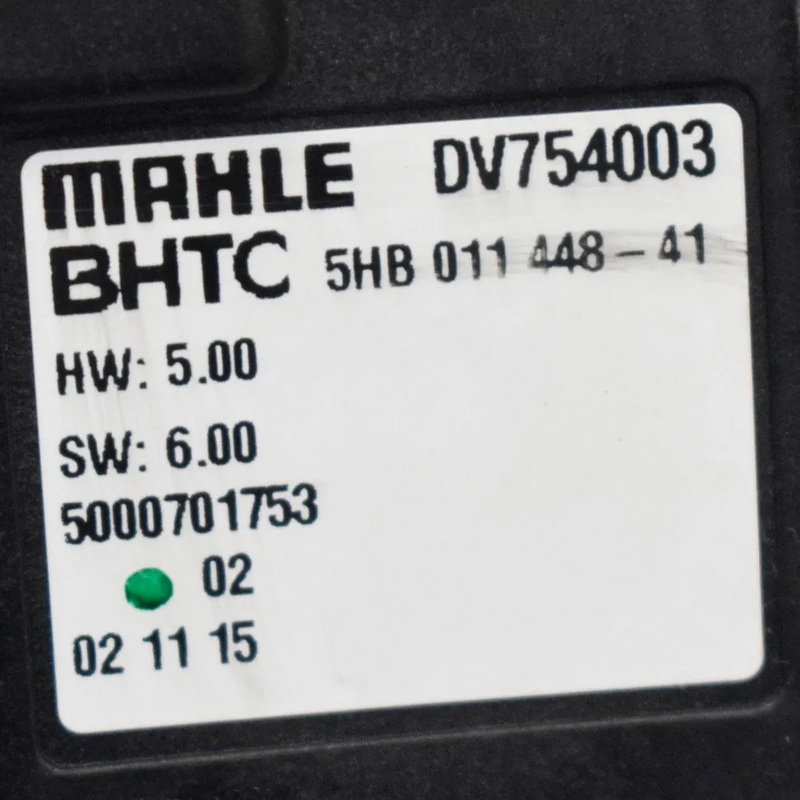 MAHLE DV754003
BHTC 5HB 011 448-41
HW: 5.00
SW: 6.00
5000701753
02
02 11 15